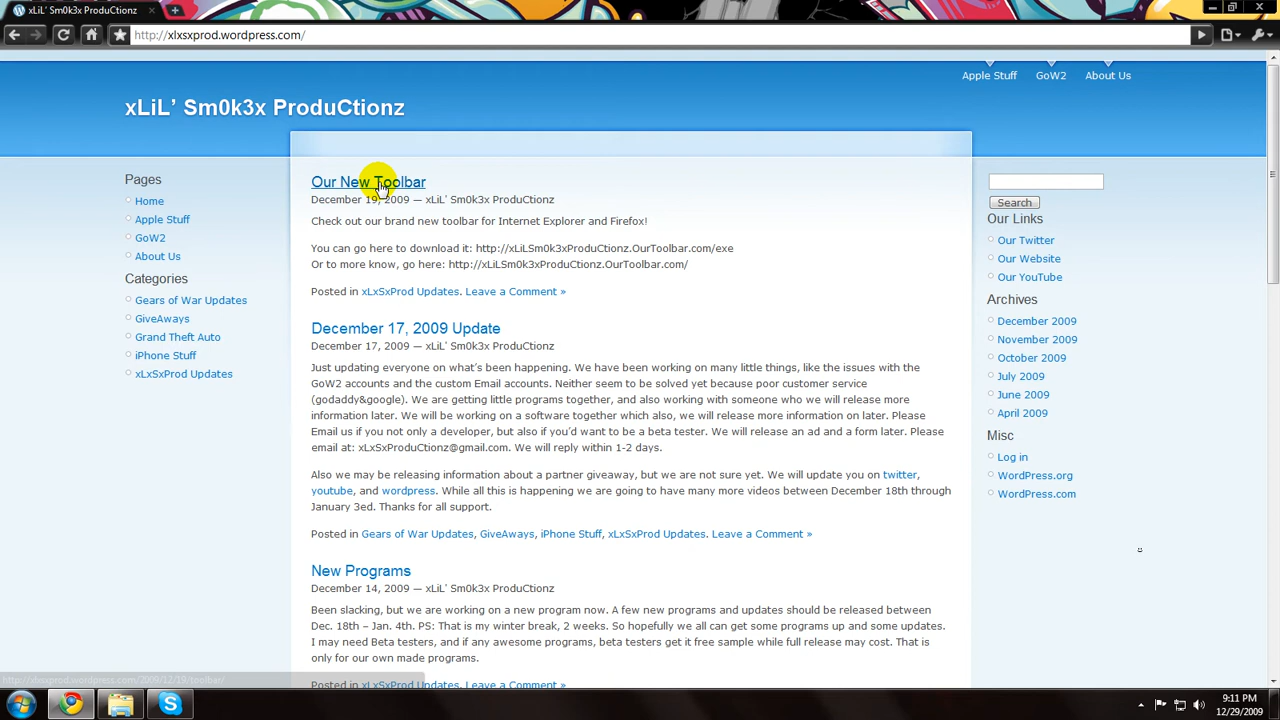 xLiL' Sm0k3x ProduCtionz
http://xlxsxprod.wordpress.com/
Apple Stuff
GoW2
About Us
xLiL’ Sm0k3x ProduCtionz
Pages
Home
Apple Stuff
GoW2
About Us
Categories
Gears of War Updates
GiveAways
Grand Theft Auto
iPhone Stuff
xLxSxProd Updates
Our New Toolbar
December 19, 2009 — xLiL' Sm0k3x ProduCtionz
Check out our brand new toolbar for Internet Explorer and Firefox!
You can go here to download it: http://xLiLSm0k3xProduCtionz.OurToolbar.com/exe
Or to more know, go here: http://xLiLSm0k3xProduCtionz.OurToolbar.com/
Posted in xLxSxProd Updates. Leave a Comment »
December 17, 2009 Update
December 17, 2009 — xLiL' Sm0k3x ProduCtionz
Just updating everyone on what’s been happening. We have been working on many little things, like the issues with the
GoW2 accounts and the custom Email accounts. Neither seem to be solved yet because poor customer service
(godaddy&google). We are getting little programs together, and also working with someone who we will release more
information later. We will be working on a software together which also, we will release more information on later. Please
Email us if you not only a developer, but also if you’d want to be a beta tester. We will release an ad and a form later. Please
email at: xLxSxProduCtionz@gmail.com. We will reply within 1-2 days.
Also we may be releasing information about a partner giveaway, but we are not sure yet. We will update you on twitter,
youtube, and wordpress. While all this is happening we are going to have many more videos between December 18th through
January 3ed. Thanks for all support.
Posted in Gears of War Updates, GiveAways, iPhone Stuff, xLxSxProd Updates. Leave a Comment »
New Programs
December 14, 2009 — xLiL' Sm0k3x ProduCtionz
Been slacking, but we are working on a new program now. A few new programs and updates should be released between
Dec. 18th – Jan. 4th. PS: That is my winter break, 2 weeks. So hopefully we all can get some programs up and some updates.
I may need Beta testers, and if any awesome programs, beta testers get it free sample while full release may cost. That is
only for our own made programs.
Posted in xLxSxProd Updates. Leave a Comment »
Search
Our Links
Our Twitter
Our Website
Our YouTube
Archives
December 2009
November 2009
October 2009
July 2009
June 2009
April 2009
Misc
Log in
WordPress.org
WordPress.com
http://xlxsxprod.wordpress.com/2009/12/19/toolbar/
9:11 PM
12/29/2009